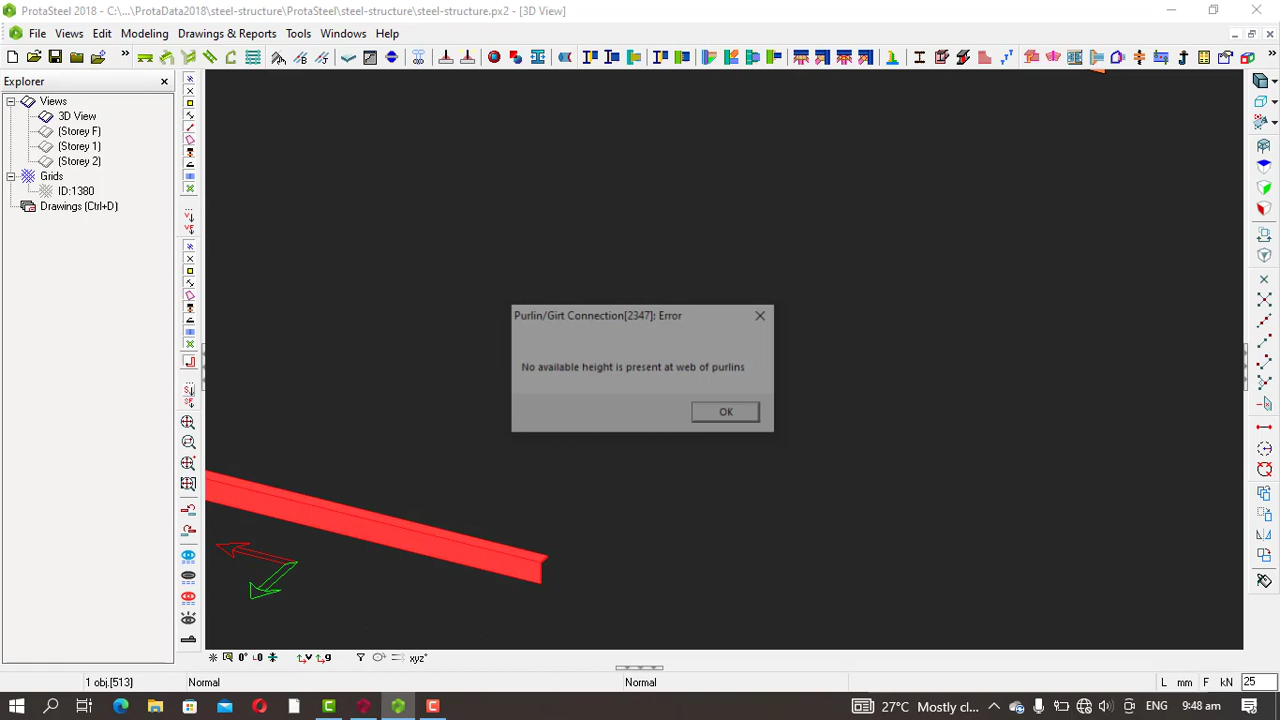 ProtaSteel 2018 - C:\...\ProtaData2018\steel-structure\ProtaSteel\steel-structure\steel-structure.px2 - [3D View]
File Views Edit Modeling Drawings & Reports Tools Windows Help
Explorer
Views
3D View
(Storey F)
(Storey 1)
(Storey 2)
Grids
ID:1380
Drawings (Ctrl+D)
Purlin/Girt Connection[2347]: Error
No available height is present at web of purlins
OK
1 obj.[513] Normal Normal L mm F kN 25
27°C Mostly cl... 9:48 am